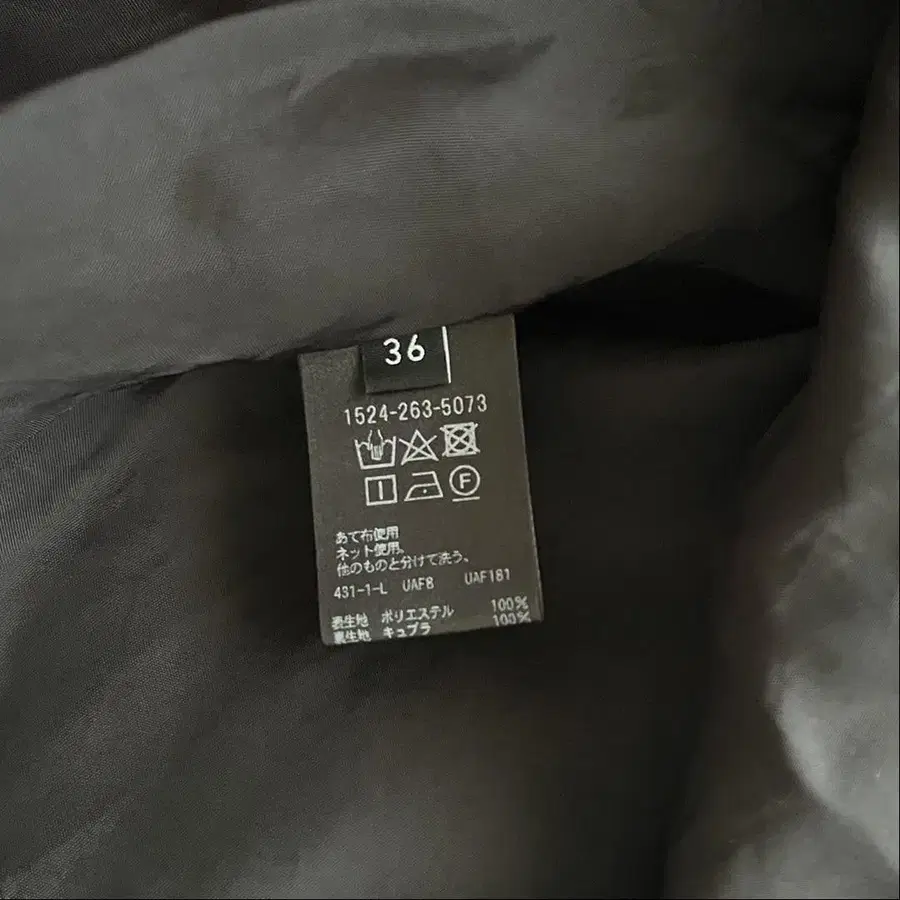 36
1524-263-5073
F
あて布使用
ネット使用。
他のものと分けて洗う。
431-1-L UAF8 UAF181
表生地 ポリエステル 100%
裏生地 キュプラ 100%